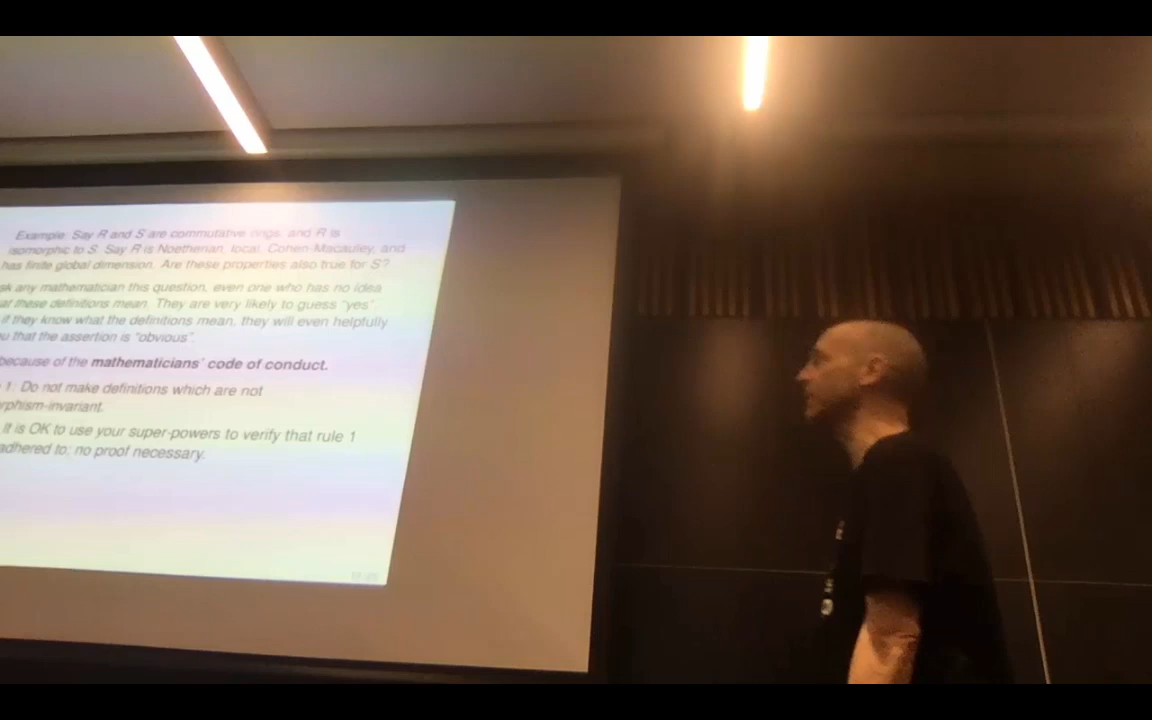 Example: Say R and S are commutative rings, and R is
isomorphic to S. Say R is Noetherian, local, Cohen-Macauley, and
has finite global dimension. Are these properties also true for S?
sk any mathematician this question, even one who has no idea
at these definitions mean. They are very likely to guess "yes"
if they know what the definitions mean, they will even helpfully
u that the assertion is "obvious".
because of the mathematicians' code of conduct.
1: Do not make definitions which are not
rphism-invariant.
It is OK to use your super-powers to verify that rule 1
adhered to; no proof necessary.